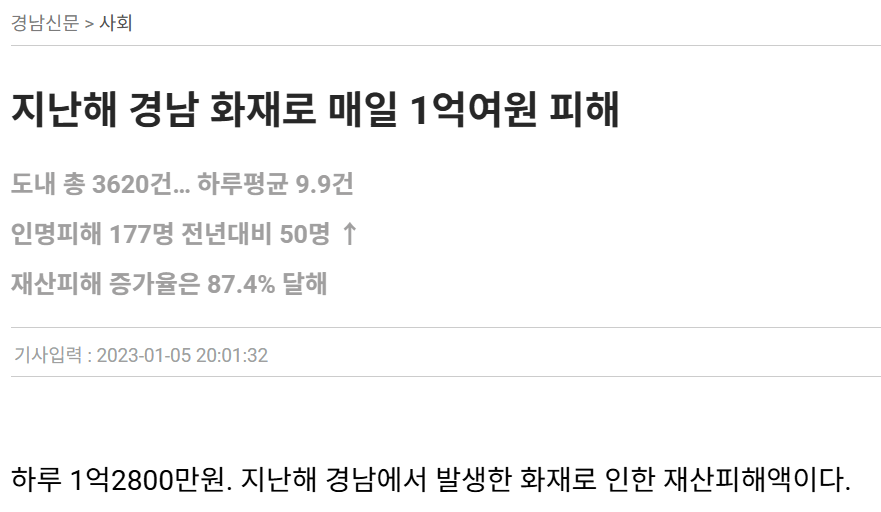 경남신문 > 사회
지난해 경남 화재로 매일 1억여원 피해
도내 총 3620건… 하루평균 9.9건
인명피해 177명 전년대비 50명 ↑
재산피해 증가율은 87.4% 달해
기사입력 : 2023-01-05 20:01:32
하루 1억2800만원. 지난해 경남에서 발생한 화재로 인한 재산피해액이다.